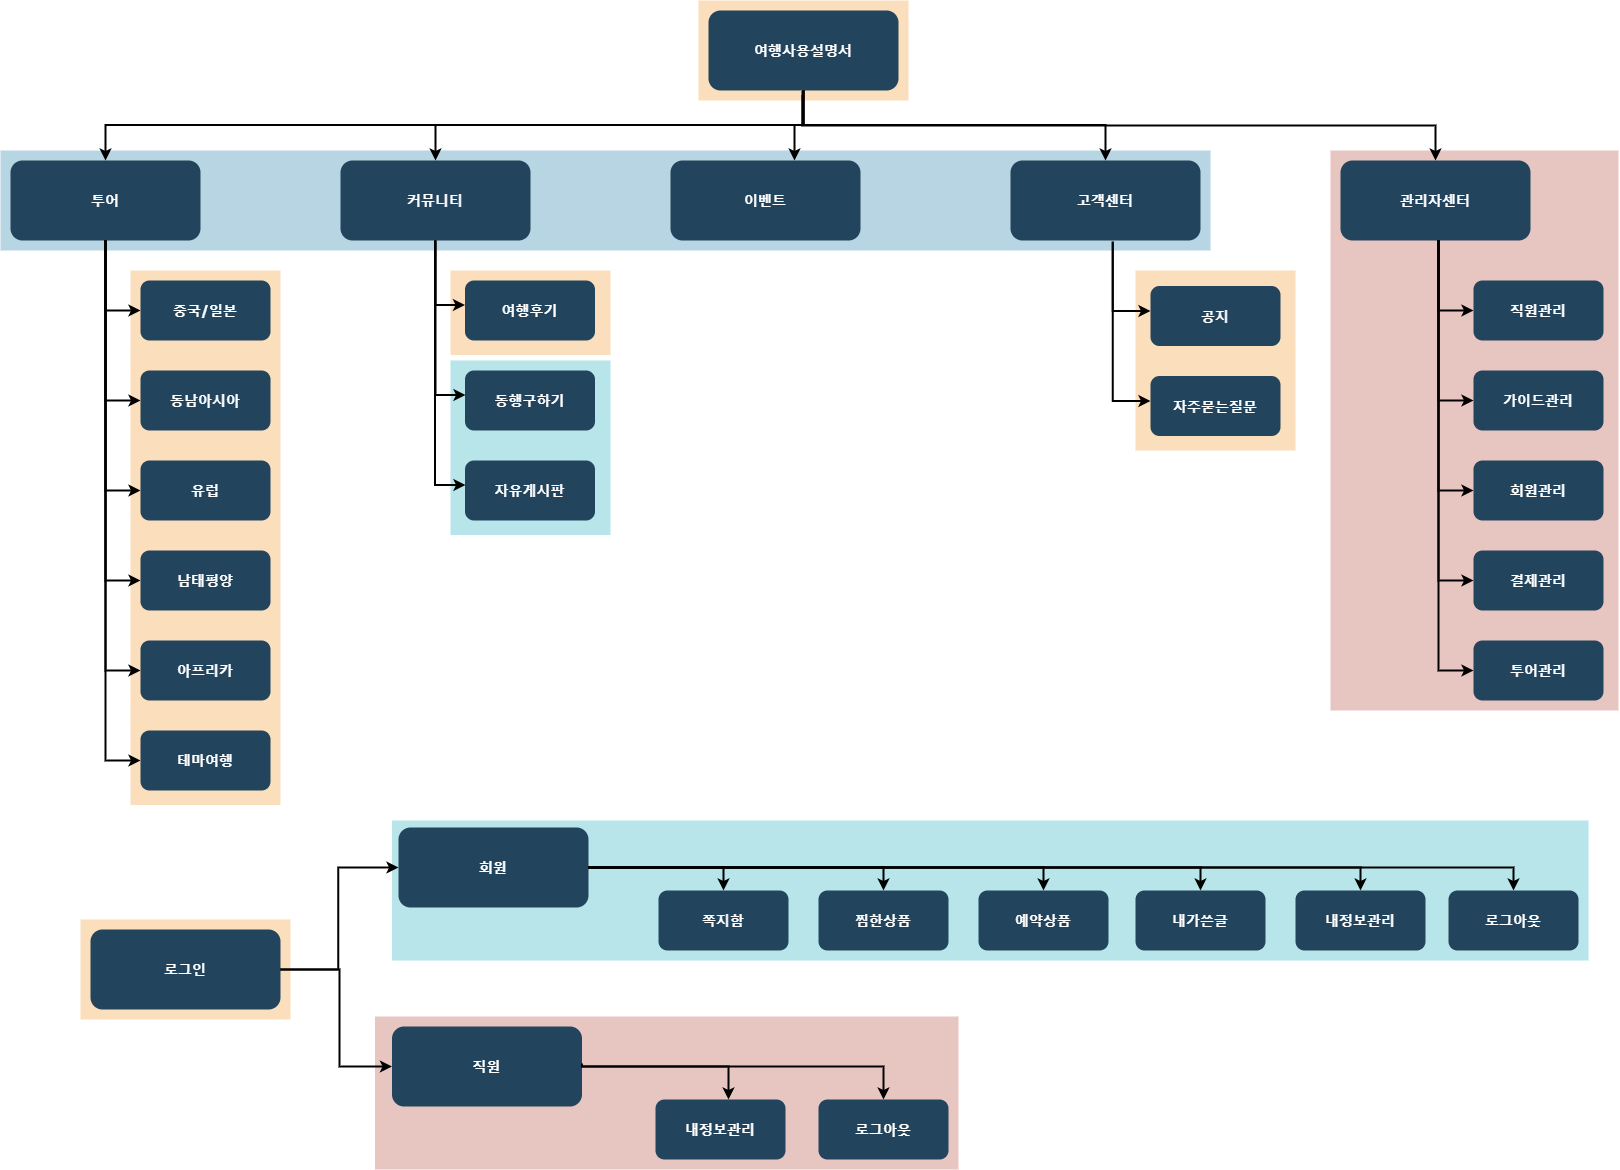 여행사용설명서
투어
커뮤니티
이벤트
고객센터
관리자센터
중국/일본
동남아시아
유럽
남태평양
아프리카
테마여행
여행후기
동행구하기
자유게시판
공지
자주묻는질문
직원관리
가이드관리
회원관리
결제관리
투어관리
로그인
회원
쪽지함
찜한상품
예약상품
내가쓴글
내정보관리
로그아웃
직원
내정보관리
로그아웃